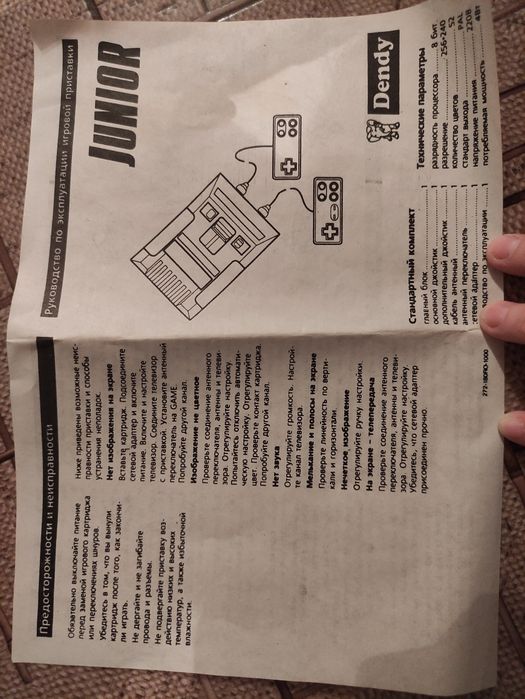 Предосторожности и неисправности
Обязательно выключайте питание
перед заменой игрового картриджа
или переключениях шнуров.
Убедитесь в том, что вы вынули
картридж после того, как закончи-
ли играть.
Не дергайте и не загибайте
провода и разъемы.
Не подвергайте приставку воз-
действию низких и высоких
температур, а также избыточной
влажности.
Ниже приведены возможные неис-
правности приставки и способы
устранения неполадок.
Нет изображения на экране
Вставьте картридж. Подсоедините
сетевой адаптер и включите
питание. Включите и настройте
телевизор. Соедините телевизор
с приставкой. Установите антенный
переключатель на GAME.
Попробуйте другой канал.
Изображение не цветное
Проверьте соединение антенного
переключателя, антенны и телеви-
зора. Отрегулируйте настройку.
Попытайтесь отключить автомати-
ческую настройку. Отрегулируйте
цвет. Проверьте контакт картриджа.
Попробуйте другой канал.
Нет звука
Отрегулируйте громкость. Настрой-
те канал телевизора.
Мелькание и полосы на экране
Проверьте линейность по верти-
кали и горизонтали.
Нечеткое изображение
Отрегулируйте ручку настройки.
На экране – телепередача
Проверьте соединение антенного
переключателя, антенны и телеви-
зора. Отрегулируйте настройку.
Убедитесь, что сетевой адаптер
присоединен прочно.
Руководство по эксплуатации игровой приставки
JUNIOR
Dendy
Стандартный комплект
главный блок 1
основной джойстик 1
дополнительный джойстик 1
кабель антенный 1
антенный переключатель 1
сетевой адаптер 1
водство по эксплуатации 1
Технические параметры
разрядность процессора 8 бит
разрешение 256×240
количество цветов 52
стандарт выхода PAL
напряжение питания 220В
потребляемая мощность 4Вт